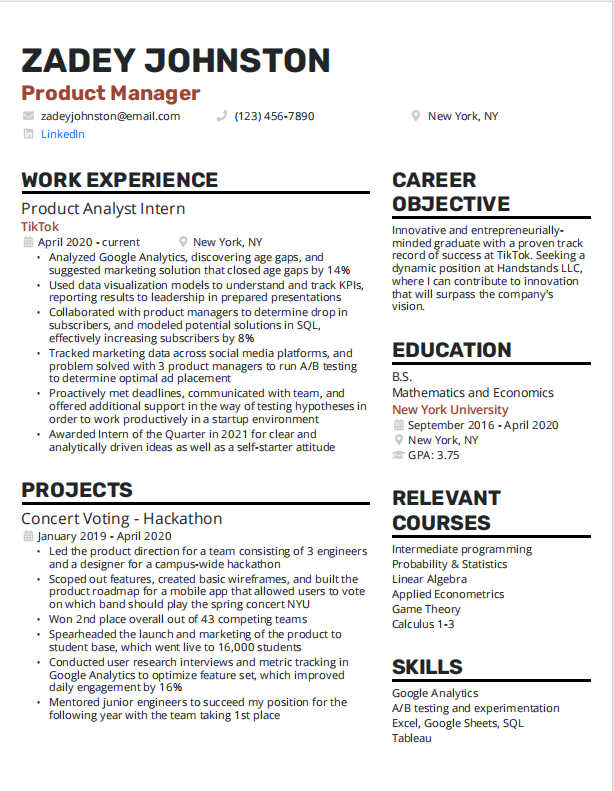 ZADEY JOHNSTON
Product Manager
zadeyjohnston@email.com (123) 456-7890 New York, NY
LinkedIn
WORK EXPERIENCE
Product Analyst Intern
TikTok
April 2020 - current New York, NY
• Analyzed Google Analytics, discovering age gaps, and
suggested marketing solution that closed age gaps by 14%
• Used data visualization models to understand and track KPIs,
reporting results to leadership in prepared presentations
• Collaborated with product managers to determine drop in
subscribers, and modeled potential solutions in SQL,
effectively increasing subscribers by 8%
• Tracked marketing data across social media platforms, and
problem solved with 3 product managers to run A/B testing
to determine optimal ad placement
• Proactively met deadlines, communicated with team, and
offered additional support in the way of testing hypotheses in
order to work productively in a startup environment
• Awarded Intern of the Quarter in 2021 for clear and
analytically driven ideas as well as a self-starter attitude
PROJECTS
Concert Voting - Hackathon
January 2019 - April 2020
• Led the product direction for a team consisting of 3 engineers
and a designer for a campus-wide hackathon
• Scoped out features, created basic wireframes, and built the
product roadmap for a mobile app that allowed users to vote
on which band should play the spring concert NYU
• Won 2nd place overall out of 43 competing teams
• Spearheaded the launch and marketing of the product to
student base, which went live to 16,000 students
• Conducted user research interviews and metric tracking in
Google Analytics to optimize feature set, which improved
daily engagement by 16%
• Mentored junior engineers to succeed my position for the
following year with the team taking 1st place
CAREER
OBJECTIVE
Innovative and entrepreneurially-
minded graduate with a proven track
record of success at TikTok. Seeking a
dynamic position at Handstands LLC,
where I can contribute to innovation
that will surpass the company's
vision.
EDUCATION
B.S.
Mathematics and Economics
New York University
September 2016 - April 2020
New York, NY
GPA: 3.75
RELEVANT
COURSES
Intermediate programming
Probability & Statistics
Linear Algebra
Applied Econometrics
Game Theory
Calculus 1-3
SKILLS
Google Analytics
A/B testing and experimentation
Excel, Google Sheets, SQL
Tableau